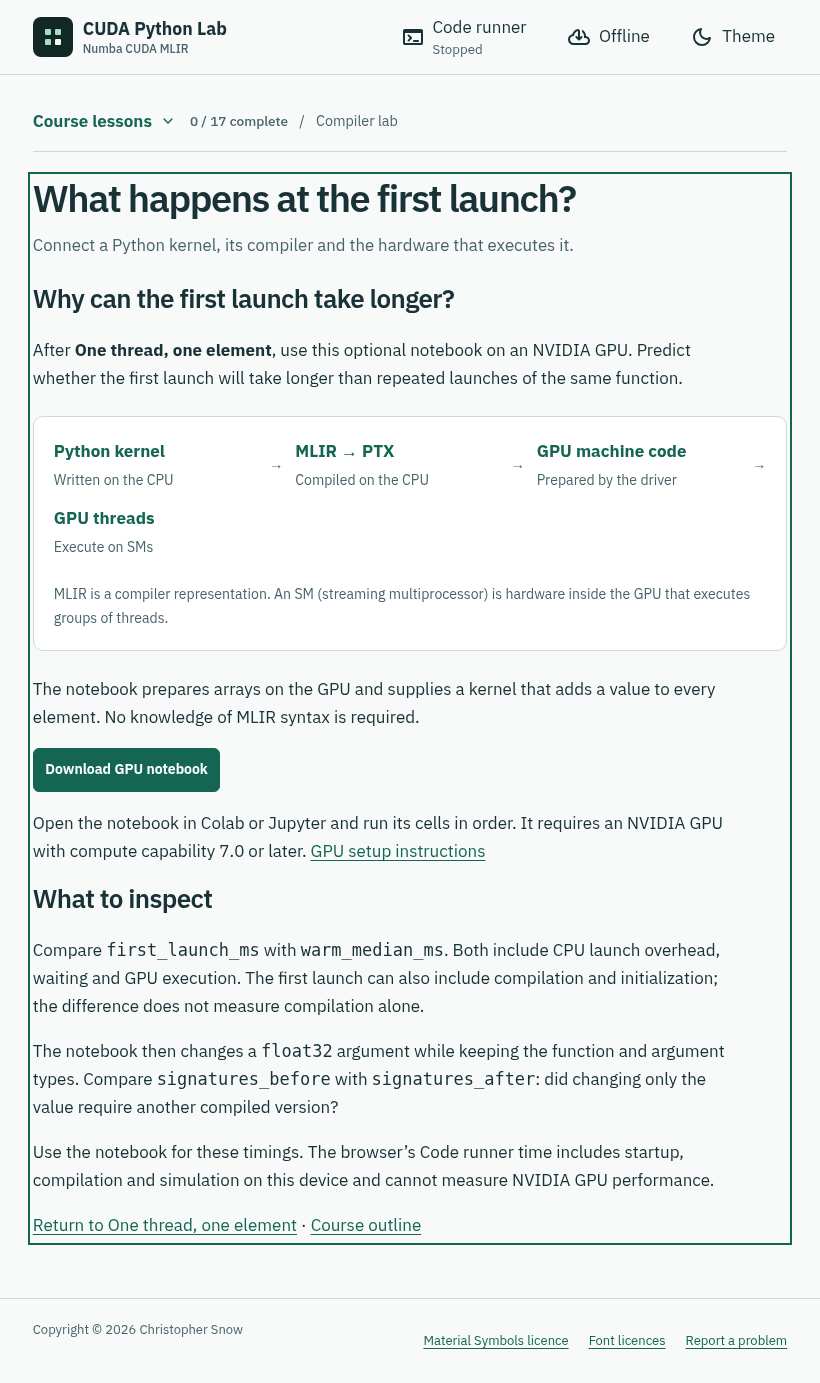 CUDA Python Lab
Numba CUDA MLIR
Code runner
Stopped
Offline
Theme
Course lessons
0 / 17 complete / Compiler lab
What happens at the first launch?
Connect a Python kernel, its compiler and the hardware that executes it.
Why can the first launch take longer?
After One thread, one element, use this optional notebook on an NVIDIA GPU. Predict
whether the first launch will take longer than repeated launches of the same function.
Python kernel
Written on the CPU
→
MLIR → PTX
Compiled on the CPU
→
GPU machine code
Prepared by the driver
→
GPU threads
Execute on SMs
MLIR is a compiler representation. An SM (streaming multiprocessor) is hardware inside the GPU that executes
groups of threads.
The notebook prepares arrays on the GPU and supplies a kernel that adds a value to every
element. No knowledge of MLIR syntax is required.
Download GPU notebook
Open the notebook in Colab or Jupyter and run its cells in order. It requires an NVIDIA GPU
with compute capability 7.0 or later. GPU setup instructions
What to inspect
Compare first_launch_ms with warm_median_ms. Both include CPU launch overhead,
waiting and GPU execution. The first launch can also include compilation and initialization;
the difference does not measure compilation alone.
The notebook then changes a float32 argument while keeping the function and argument
types. Compare signatures_before with signatures_after: did changing only the
value require another compiled version?
Use the notebook for these timings. The browser’s Code runner time includes startup,
compilation and simulation on this device and cannot measure NVIDIA GPU performance.
Return to One thread, one element · Course outline
Copyright © 2026 Christopher Snow
Material Symbols licence
Font licences
Report a problem